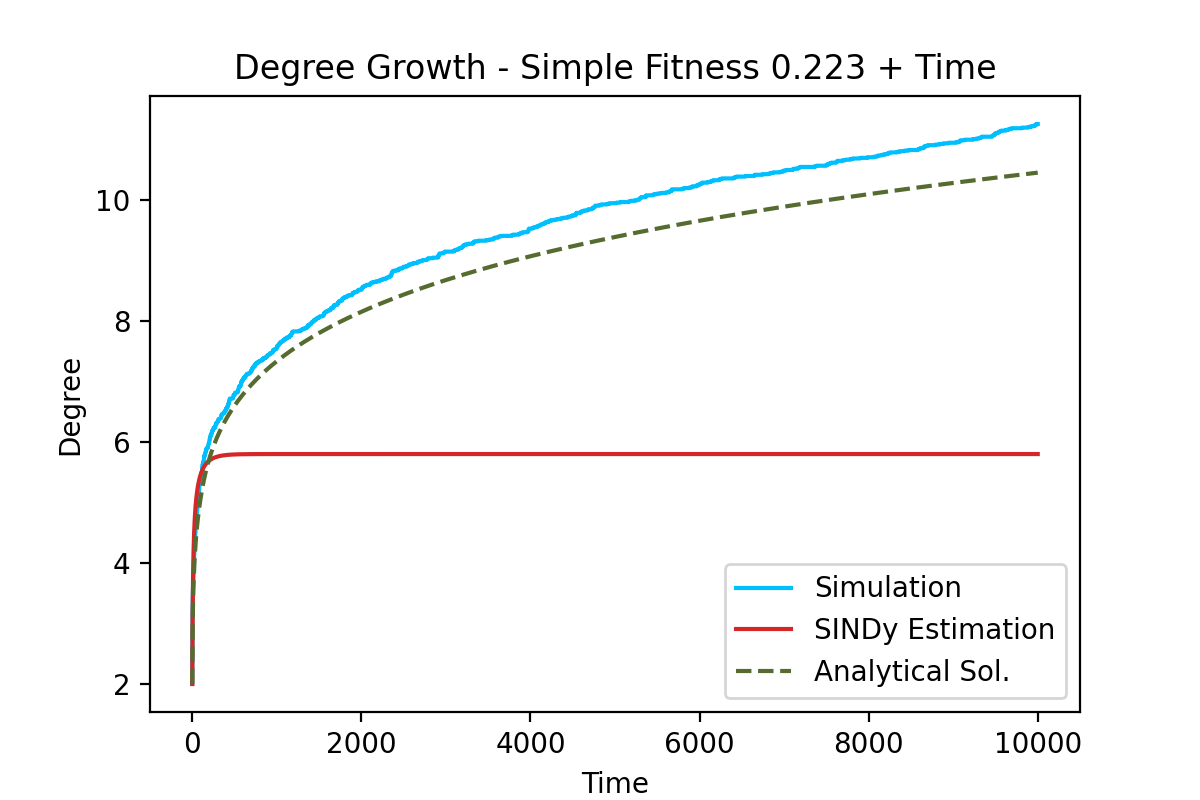 Degree Growth - Simple Fitness 0.223 + Time
Degree
10
8
6
4
2
Simulation
SINDy Estimation
Analytical Sol.
0 2000 4000 6000 8000 10000
Time